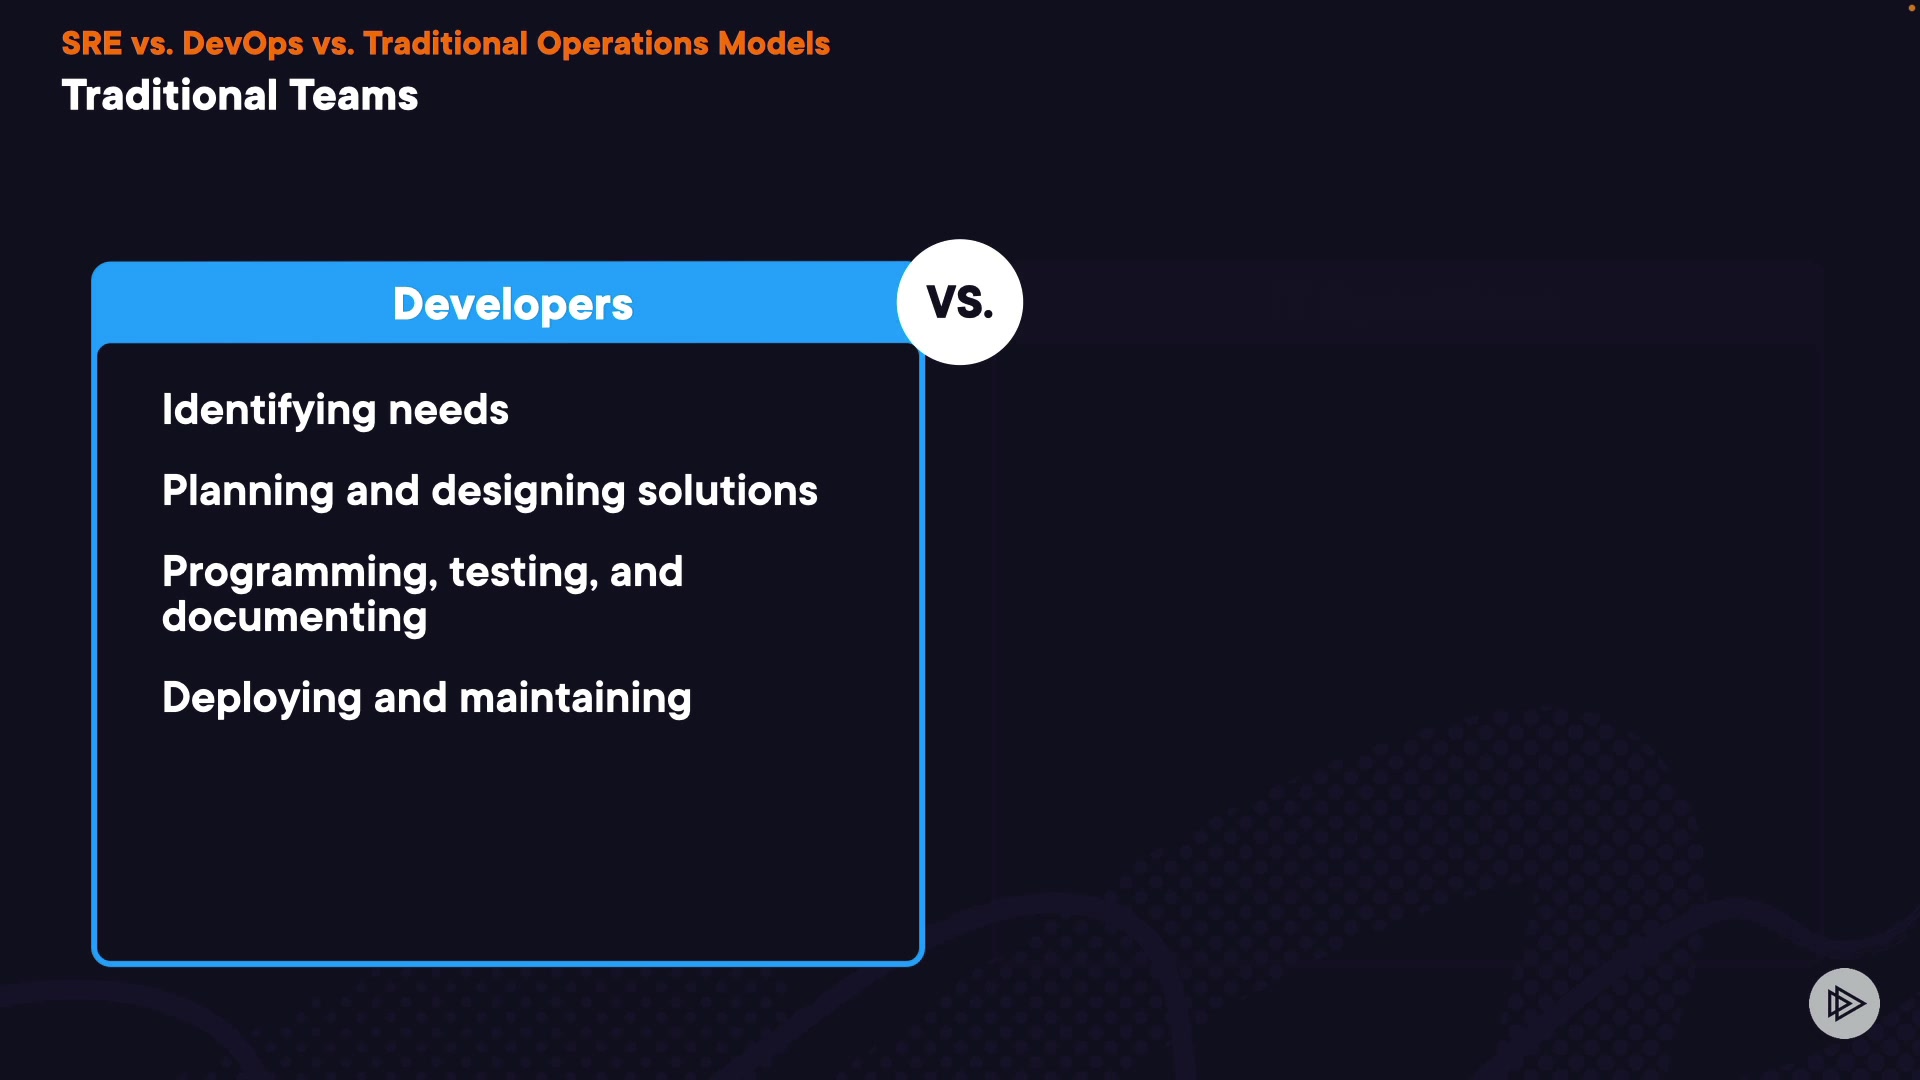 SRE vs. DevOps vs. Traditional Operations Models
Traditional Teams
Developers
VS.
Identifying needs
Planning and designing solutions
Programming, testing, and
documenting
Deploying and maintaining